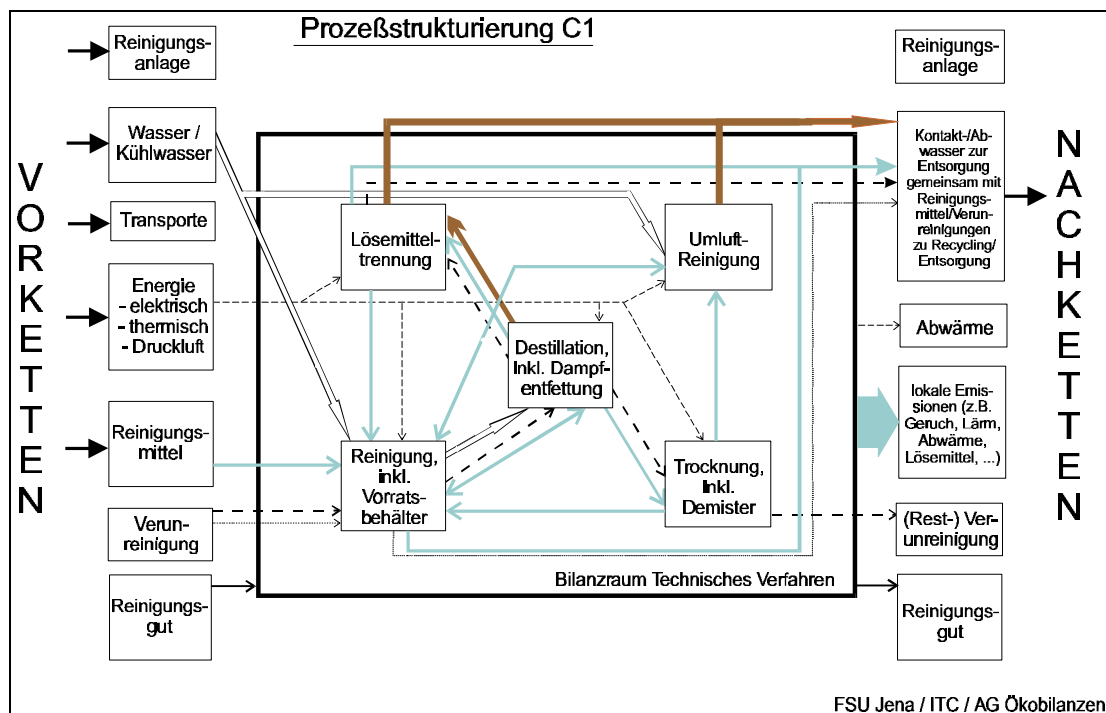 Prozeßstrukturierung C1
VORKETTEN
Reinigungs-
anlage
Wasser /
Kühlwasser
Transporte
Energie
- elektrisch
- thermisch
- Druckluft
Reinigungs-
mittel
Verun-
reinigung
Reinigungs-
gut
Lösemittel-
trennung
Umluft-
Reinigung
Destillation,
Inkl. Dampf-
entfettung
Reinigung,
inkl.
Vorrats-
behälter
Trocknung,
Inkl.
Demister
Bilanzraum Technisches Verfahren
Reinigungs-
anlage
Kontakt-/Ab-
wasser zur
Entsorgung
gemeinsam mit
Reinigungs-
mittel/Verun-
reinigungen
zu Recycling/
Entsorgung
Abwärme
lokale Emis-
sionen (z.B.
Geruch, Lärm,
Abwärme,
Lösemittel, ...)
(Rest-) Ver-
unreinigung
Reinigungs-
gut
NACHKETTEN
FSU Jena / ITC / AG Ökobilanzen